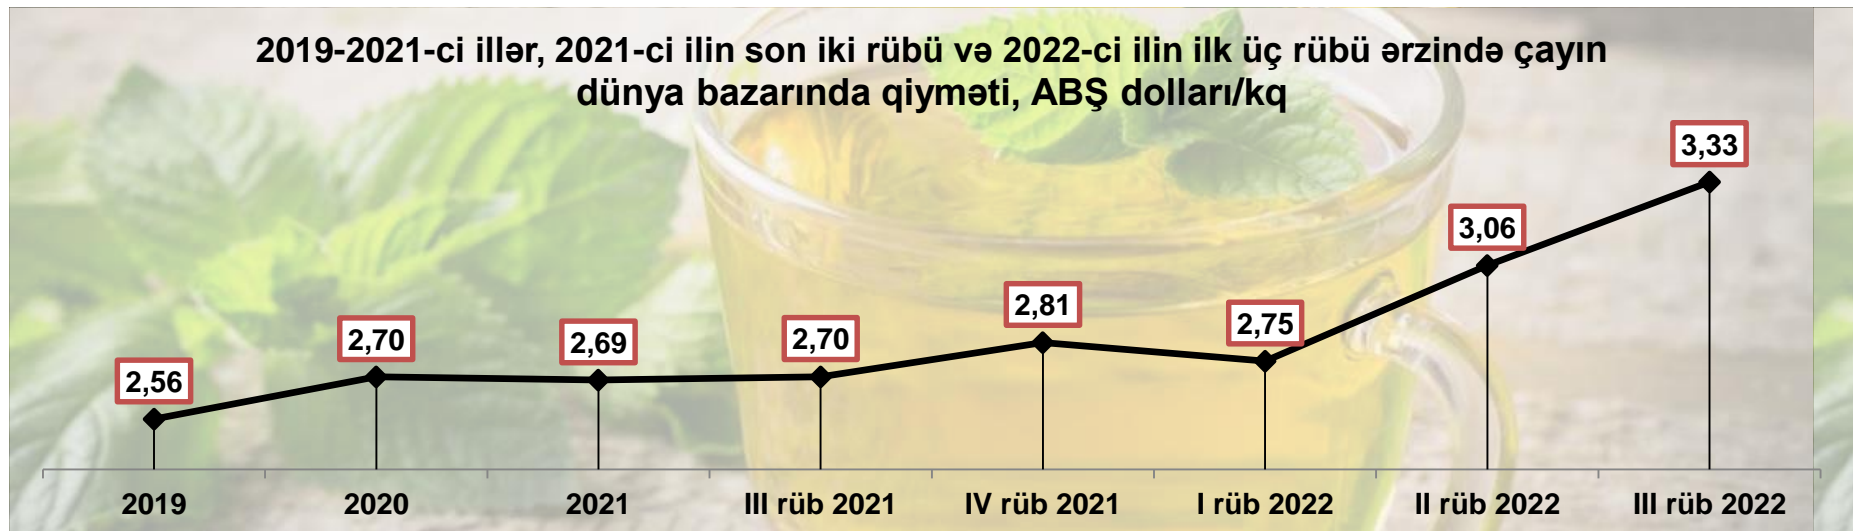 2019-2021-ci illər, 2021-ci ilin son iki rübü və 2022-ci ilin ilk üç rübü ərzində çayın
dünya bazarında qiyməti, ABŞ dolları/kq
2,56
2,70
2,69
2,70
2,81
2,75
3,06
3,33
2019
2020
2021
III rüb 2021
IV rüb 2021
I rüb 2022
II rüb 2022
III rüb 2022